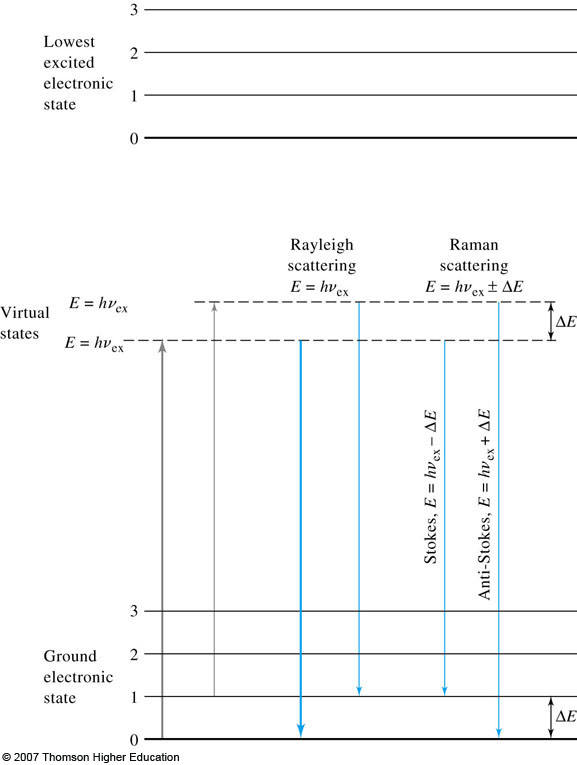 3
Lowest
excited
electronic
state
2
1
0
Rayleigh
scattering
E = hνex
Raman
scattering
E = hνex ± ΔE
Virtual
states
E = hνex
E = hνex
ΔE
Stokes, E = hνex − ΔE
Anti-Stokes, E = hνex + ΔE
3
Ground
electronic
state
2
1
0
ΔE
© 2007 Thomson Higher Education